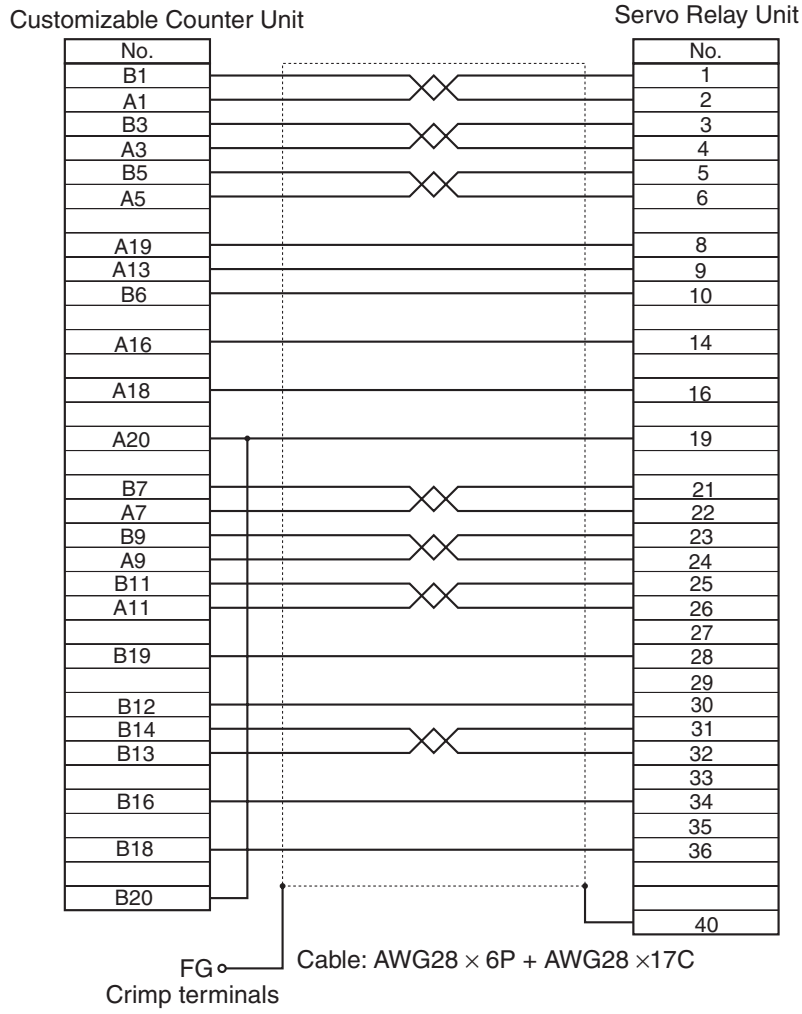 Customizable Counter Unit
Servo Relay Unit
No. No.
B1 1
A1 2
B3 3
A3 4
B5 5
A5 6
A19 8
A13 9
B6 10
A16 14
A18 16
A20 19
B7 21
A7 22
B9 23
A9 24
B11 25
A11 26
27
B19 28
29
B12 30
B14 31
B13 32
33
B16 34
35
B18 36
B20
40
FG
Crimp terminals
Cable: AWG28 × 6P + AWG28 ×17C